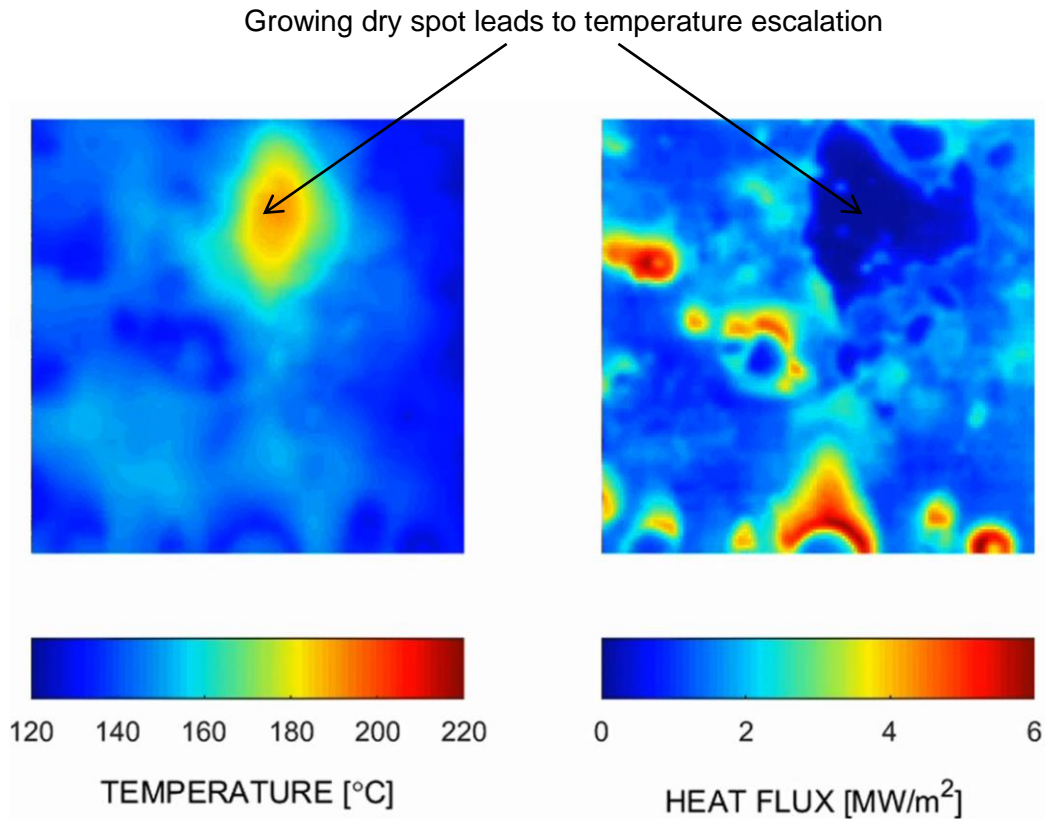 Growing dry spot leads to temperature escalation
120 140 160 180 200 220
0 2 4 6
TEMPERATURE [°C]
HEAT FLUX [MW/m²]